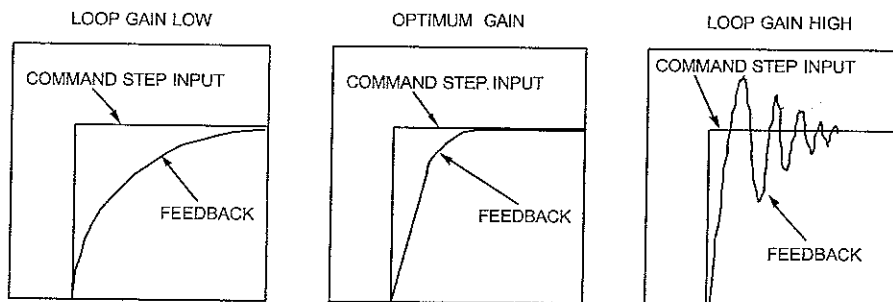 LOOP GAIN LOW
COMMAND STEP INPUT
FEEDBACK
OPTIMUM GAIN
COMMAND STEP INPUT
FEEDBACK
LOOP GAIN HIGH
COMMAND STEP INPUT
FEEDBACK